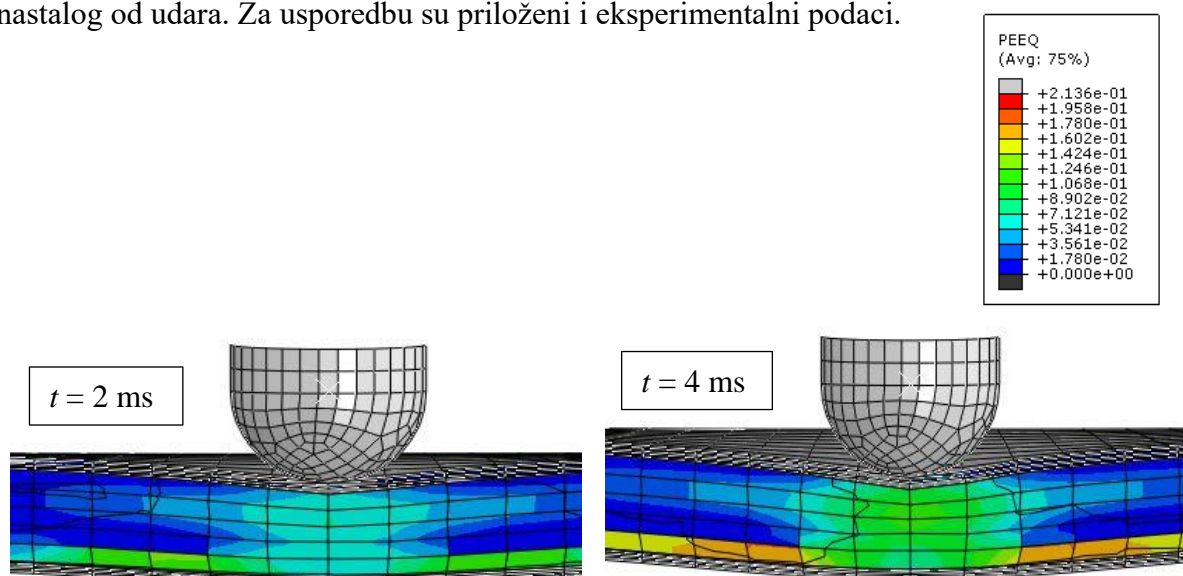 nastalog od udara. Za usporedbu su priloženi i eksperimentalni podaci.
PEEQ
(Avg: 75%)
+2.136e-01
+1.958e-01
+1.780e-01
+1.602e-01
+1.424e-01
+1.246e-01
+1.068e-01
+8.902e-02
+7.121e-02
+5.341e-02
+3.561e-02
+1.780e-02
+0.000e+00
t = 2 ms
t = 4 ms